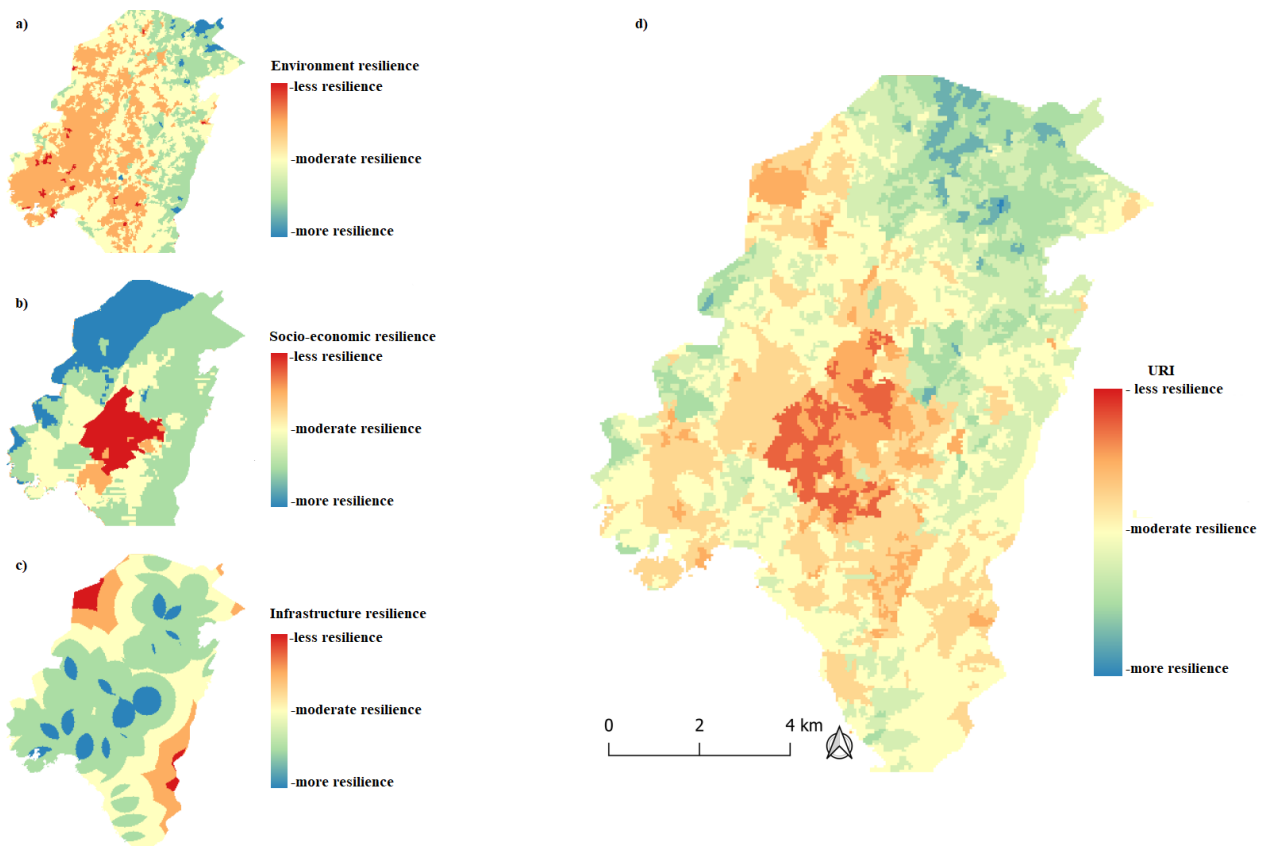 a)
Environment resilience
-less resilience
-moderate resilience
-more resilience
b)
Socio-economic resilience
-less resilience
-moderate resilience
-more resilience
c)
Infrastructure resilience
-less resilience
-moderate resilience
-more resilience
d)
URI
- less resilience
-moderate resilience
-more resilience
0 2 4 km